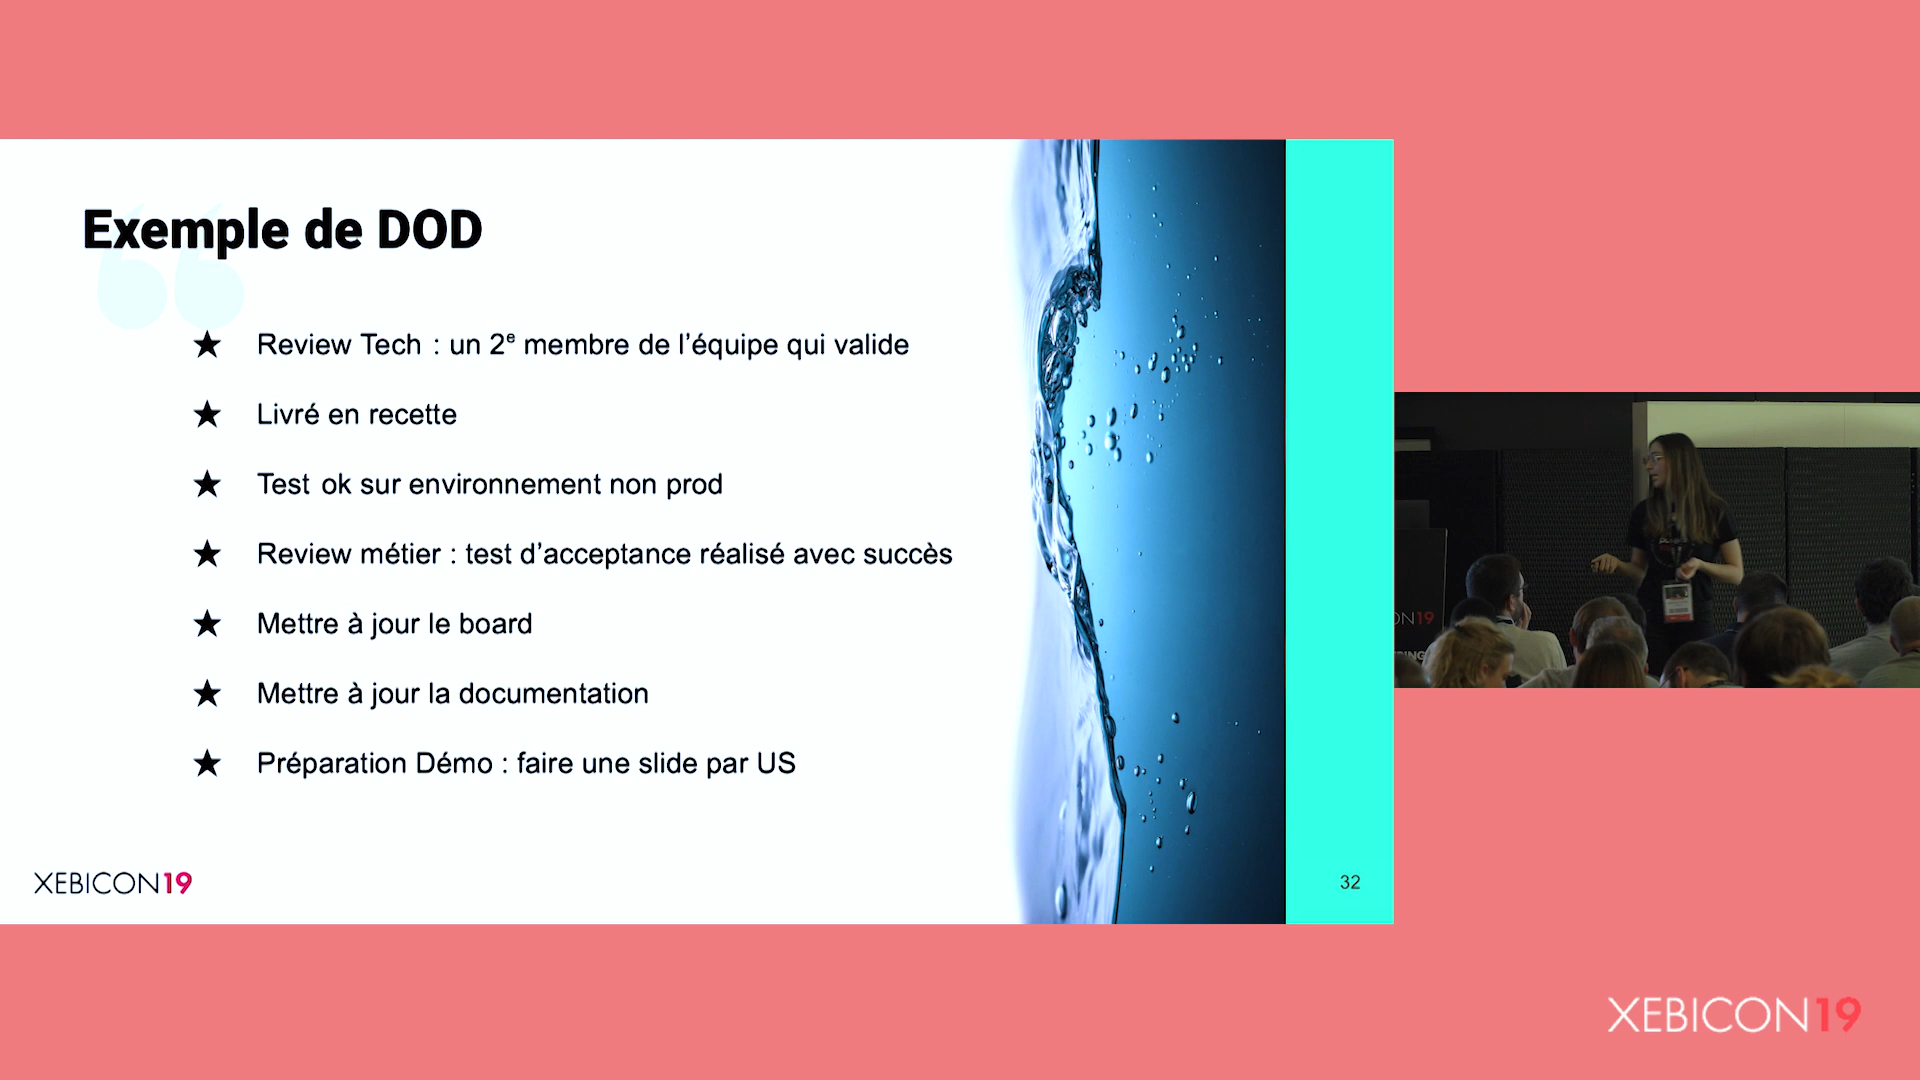 Exemple de DOD
★ Review Tech : un 2ᵉ membre de l’équipe qui valide
★ Livré en recette
★ Test ok sur environnement non prod
★ Review métier : test d’acceptance réalisé avec succès
★ Mettre à jour le board
★ Mettre à jour la documentation
★ Préparation Démo : faire une slide par US
XEBICON19
32
ON19
XEBICON19